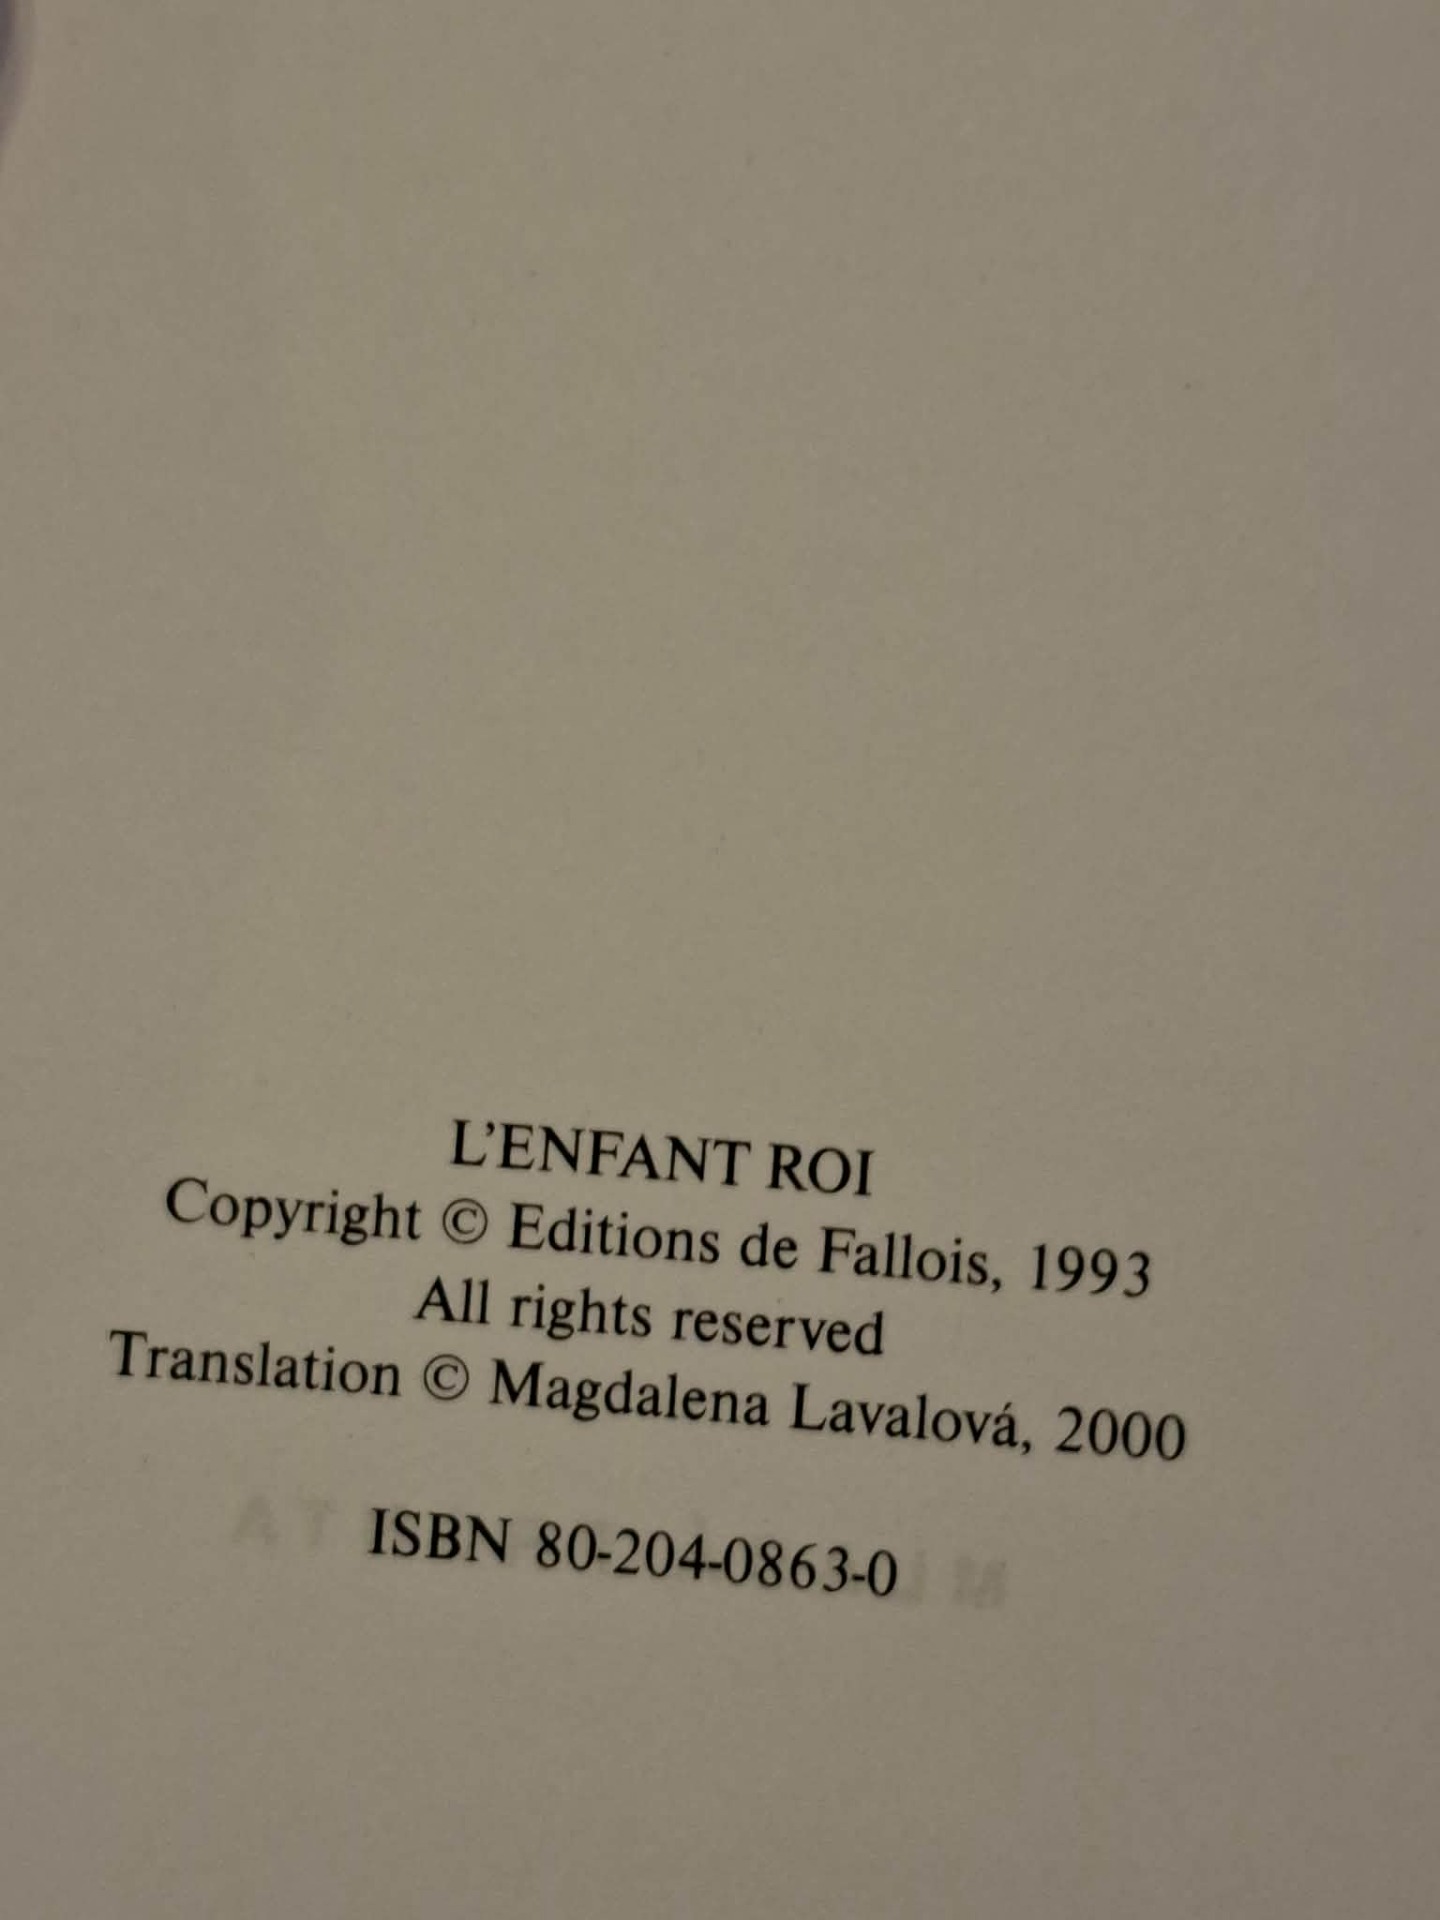 L'ENFANT ROI
Copyright © Editions de Fallois, 1993
All rights reserved
Translation © Magdalena Lavalová, 2000
ISBN 80-204-0863-0